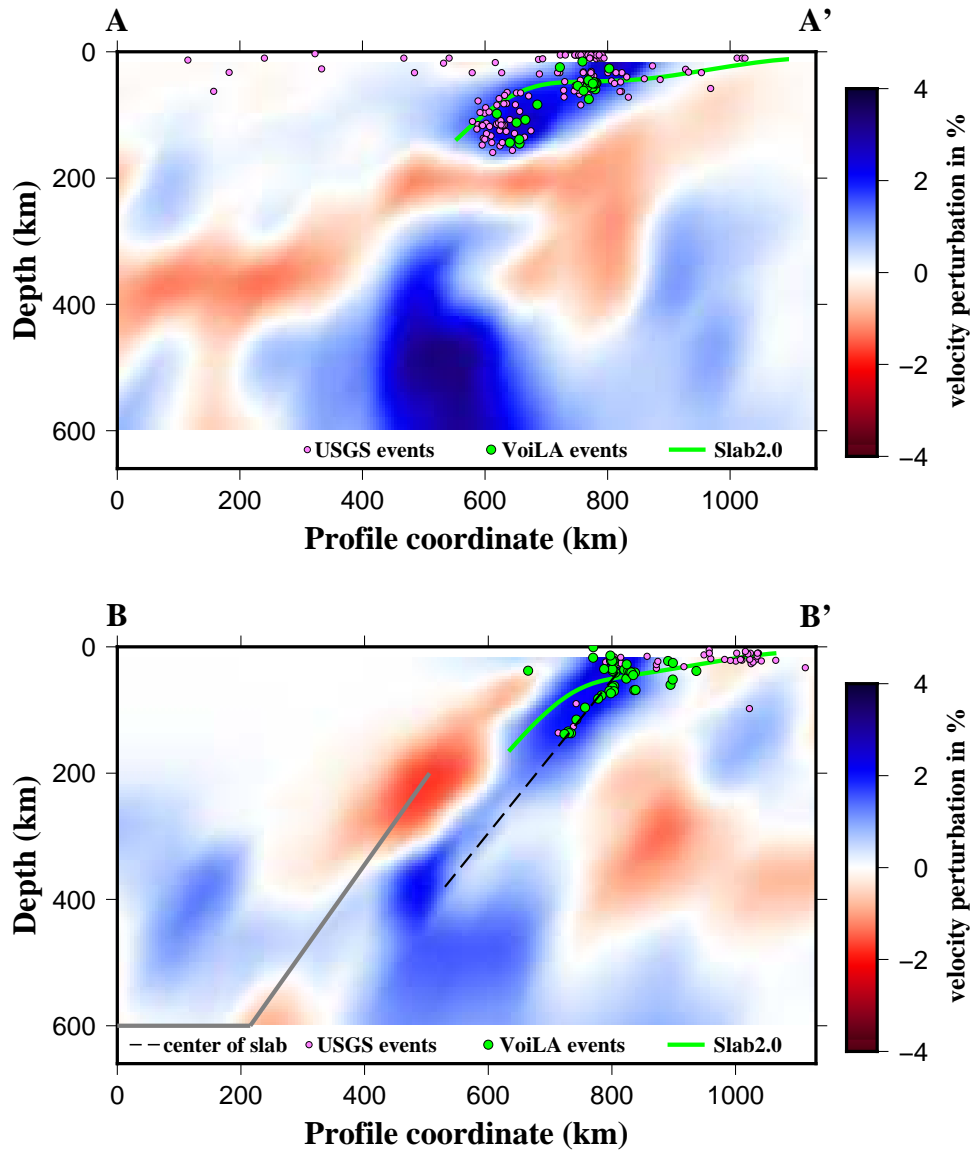 A A’
0
200
400
600
Depth (km)
USGS events VoiLA events Slab2.0
0 200 400 600 800 1000
Profile coordinate (km)
4
2
0
−2
−4
velocity perturbation in %
B B’
0
200
400
600
Depth (km)
center of slab USGS events VoiLA events Slab2.0
0 200 400 600 800 1000
Profile coordinate (km)
4
2
0
−2
−4
velocity perturbation in %